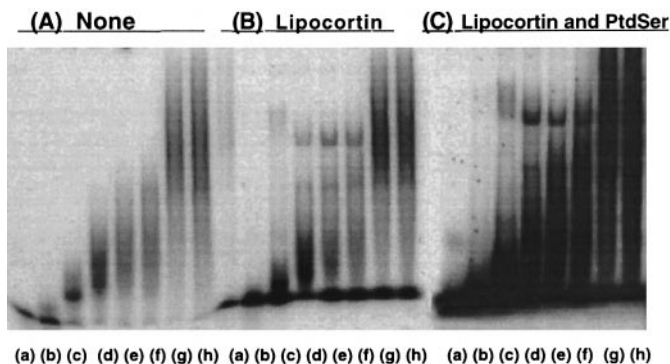 (A) None (B) Lipocortin (C) Lipocortin and PtdSer
(a) (b) (c) (d) (e) (f) (g) (h) (a) (b) (c) (d) (e) (f) (g) (h) (a) (b) (c) (d) (e) (f) (g) (h)